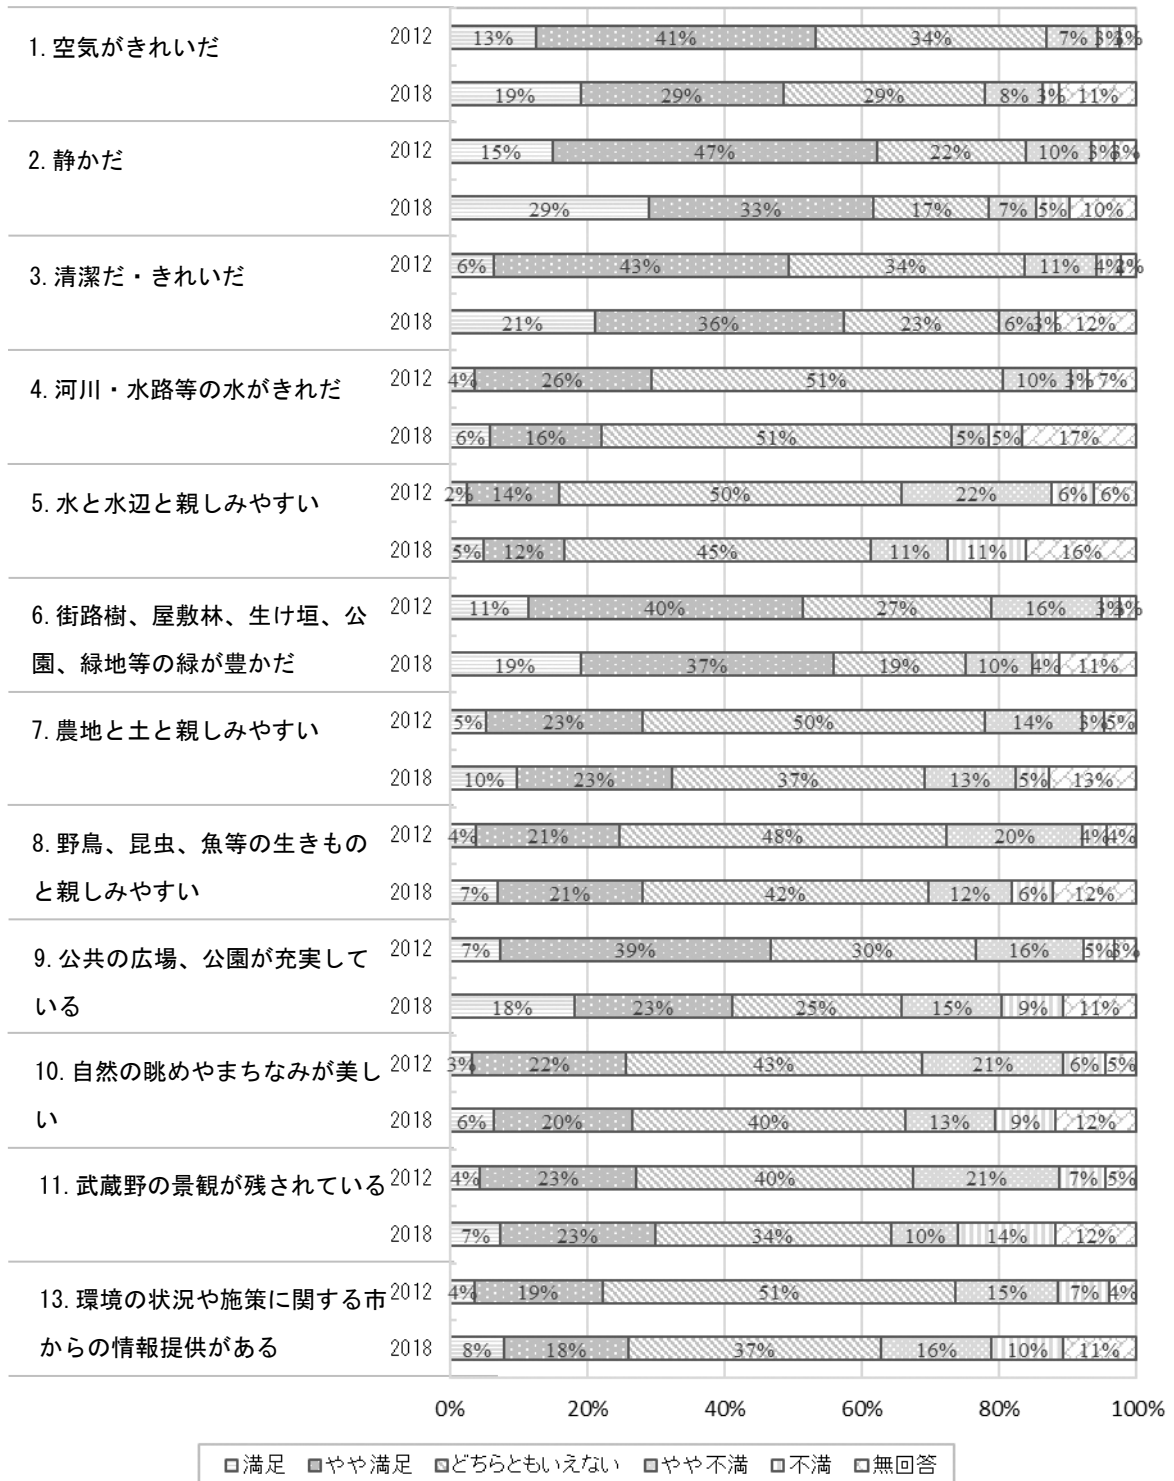 1. 空気がきれいだ
2012 13% 41% 34% 7% 3% 3%
2018 19% 29% 29% 8% 3% 11%
2. 静かだ
2012 15% 47% 22% 10% 3% 3%
2018 29% 33% 17% 7% 5% 10%
3. 清潔だ・きれいだ
2012 6% 43% 34% 11% 4% 2%
2018 21% 36% 23% 6% 3% 12%
4. 河川・水路等の水がきれだ
2012 4% 26% 51% 10% 3% 7%
2018 6% 16% 51% 5% 5% 17%
5. 水と水辺と親しみやすい
2012 2% 14% 50% 22% 6% 6%
2018 5% 12% 45% 11% 11% 16%
6. 街路樹、屋敷林、生け垣、公
園、緑地等の緑が豊かだ
2012 11% 40% 27% 16% 3% 3%
2018 19% 37% 19% 10% 4% 11%
7. 農地と土と親しみやすい
2012 5% 23% 50% 14% 3% 5%
2018 10% 23% 37% 13% 5% 13%
8. 野鳥、昆虫、魚等の生きもの
と親しみやすい
2012 4% 21% 48% 20% 4% 4%
2018 7% 21% 42% 12% 6% 12%
9. 公共の広場、公園が充実して
いる
2012 7% 39% 30% 16% 5% 3%
2018 18% 23% 25% 15% 9% 11%
10. 自然の眺めやまちなみが美し
い
2012 3% 22% 43% 21% 6% 5%
2018 6% 20% 40% 13% 9% 12%
11. 武蔵野の景観が残されている
2012 4% 23% 40% 21% 7% 5%
2018 7% 23% 34% 10% 14% 12%
13. 環境の状況や施策に関する市
からの情報提供がある
2012 4% 19% 51% 15% 7% 4%
2018 8% 18% 37% 16% 10% 11%
0% 20% 40% 60% 80% 100%
満足 やや満足 どちらともいえない やや不満 不満 無回答